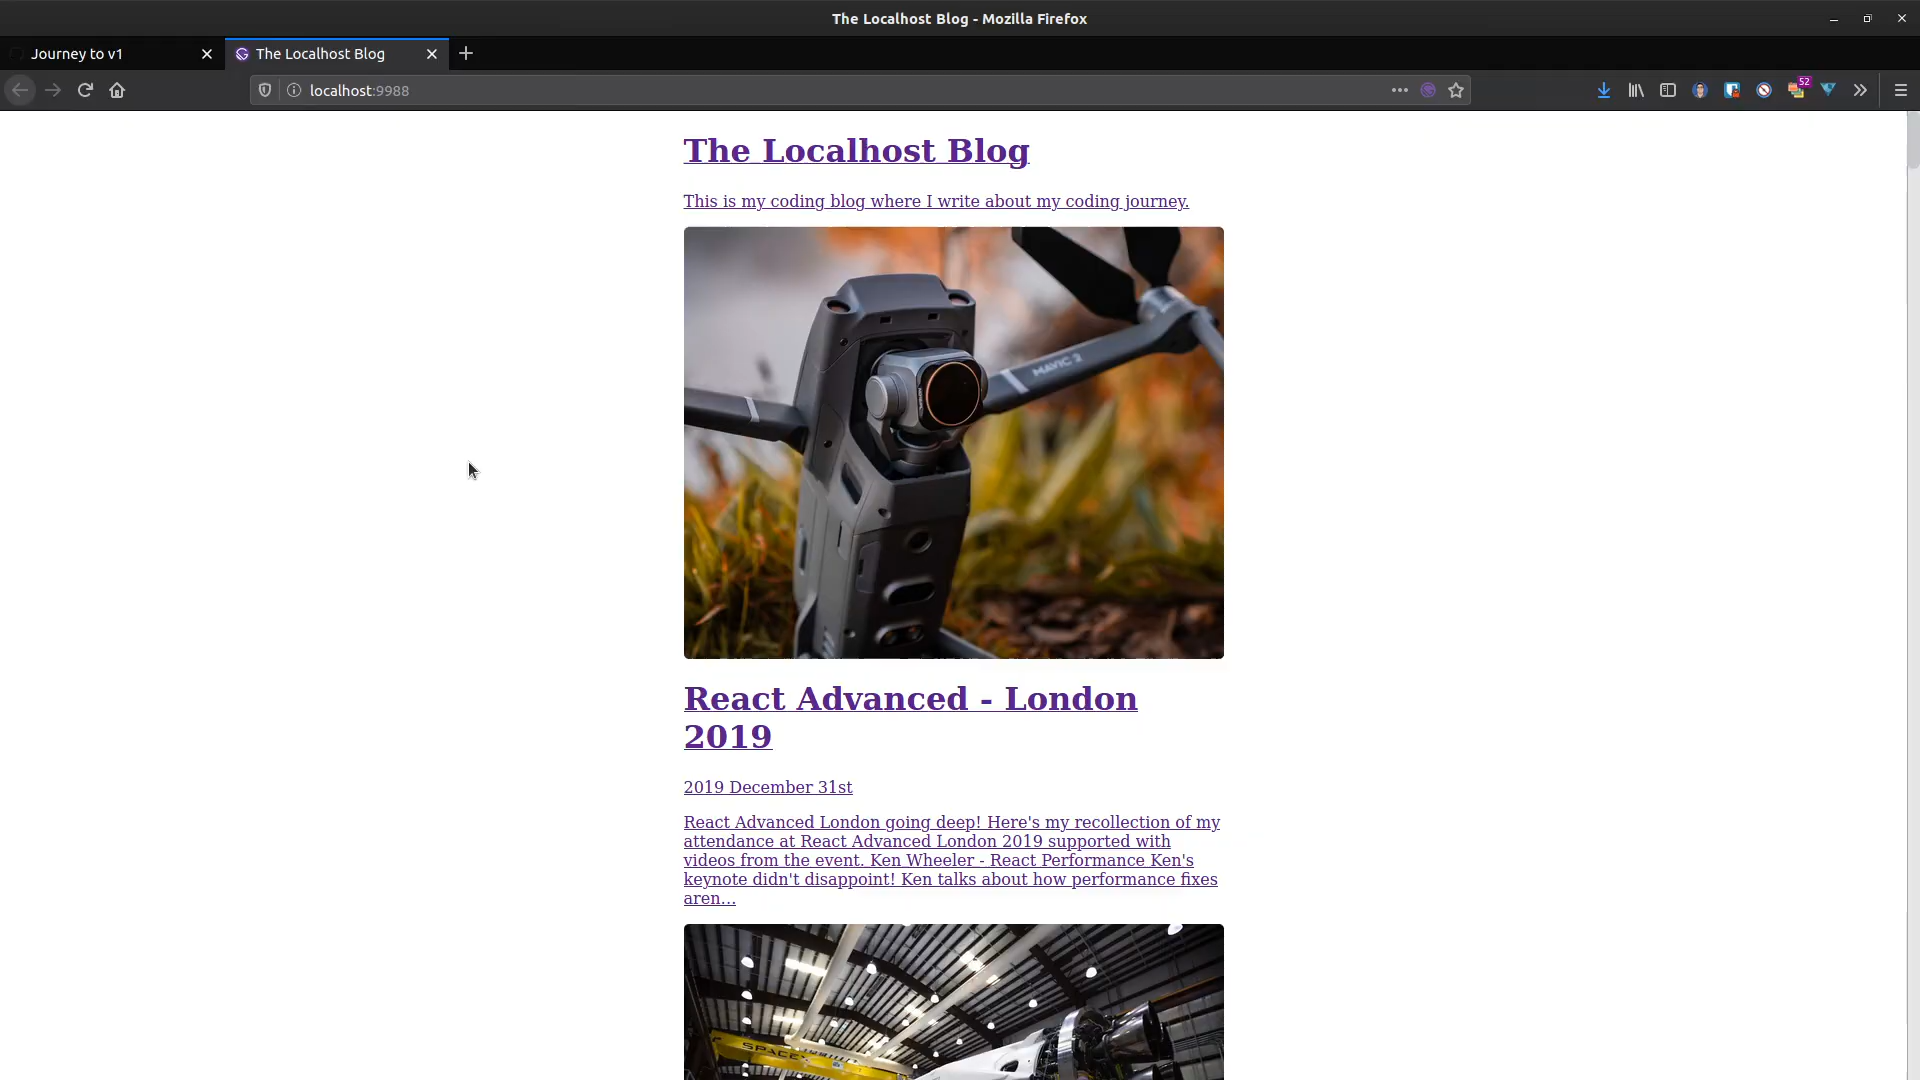 The Localhost Blog - Mozilla Firefox
Journey to v1
The Localhost Blog
localhost:9988
52
The Localhost Blog
This is my coding blog where I write about my coding journey.
MAVIC 2
React Advanced - London
2019
2019 December 31st
React Advanced London going deep! Here's my recollection of my
attendance at React Advanced London 2019 supported with
videos from the event. Ken Wheeler - React Performance Ken's
keynote didn't disappoint! Ken talks about how performance fixes
aren...
SPACEX